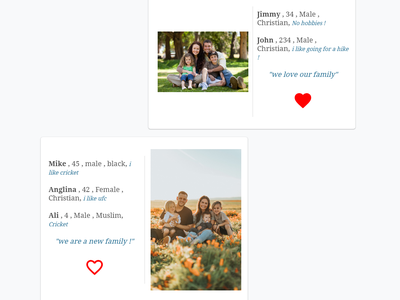 Jimmy , 34 , Male ,
Christian, No hobbies !
John , 234 , Male ,
Christian, i like going for a hike
!
"we love our family"
Mike , 45 , male , black, i
like cricket
Anglina , 42 , Female ,
Christian, i like ufc
Ali , 4 , Male , Muslim,
Cricket
"we are a new family !"